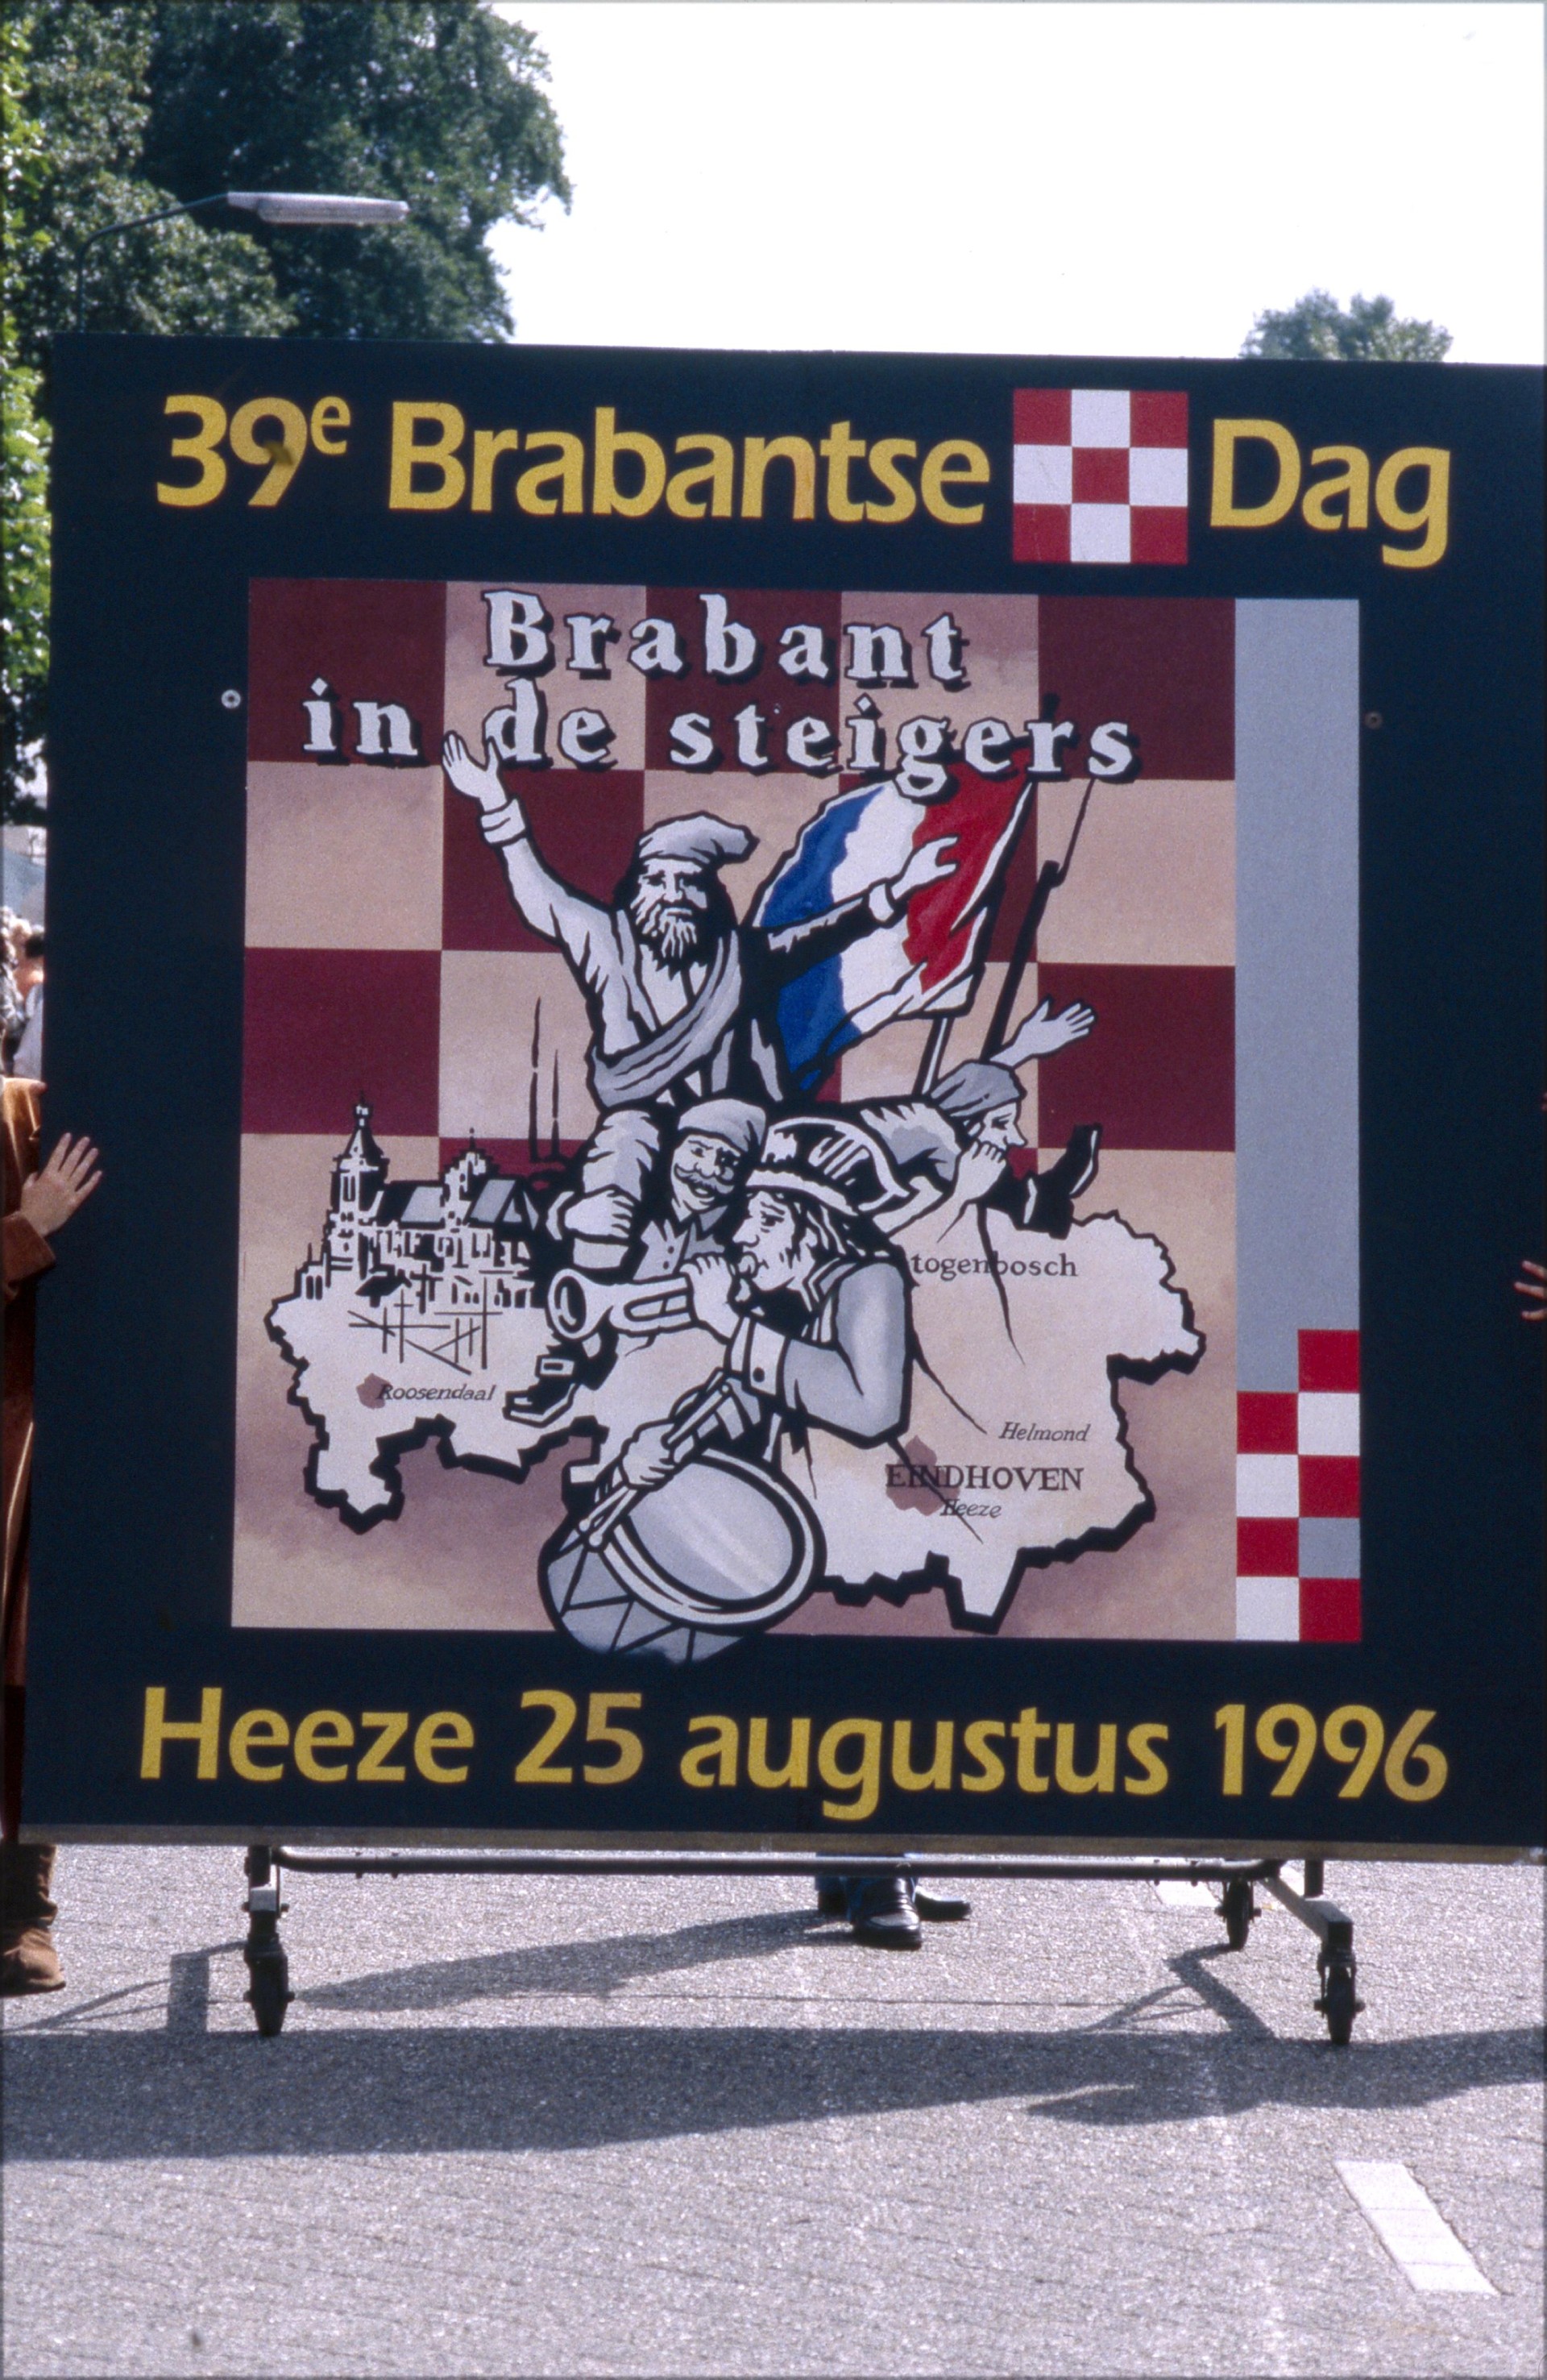 39e Brabantse Dag
Brabant
in de steigers
togenbosch
Roosendaal
Helmond
EINDHOVEN
Heeze
Heeze 25 augustus 1996